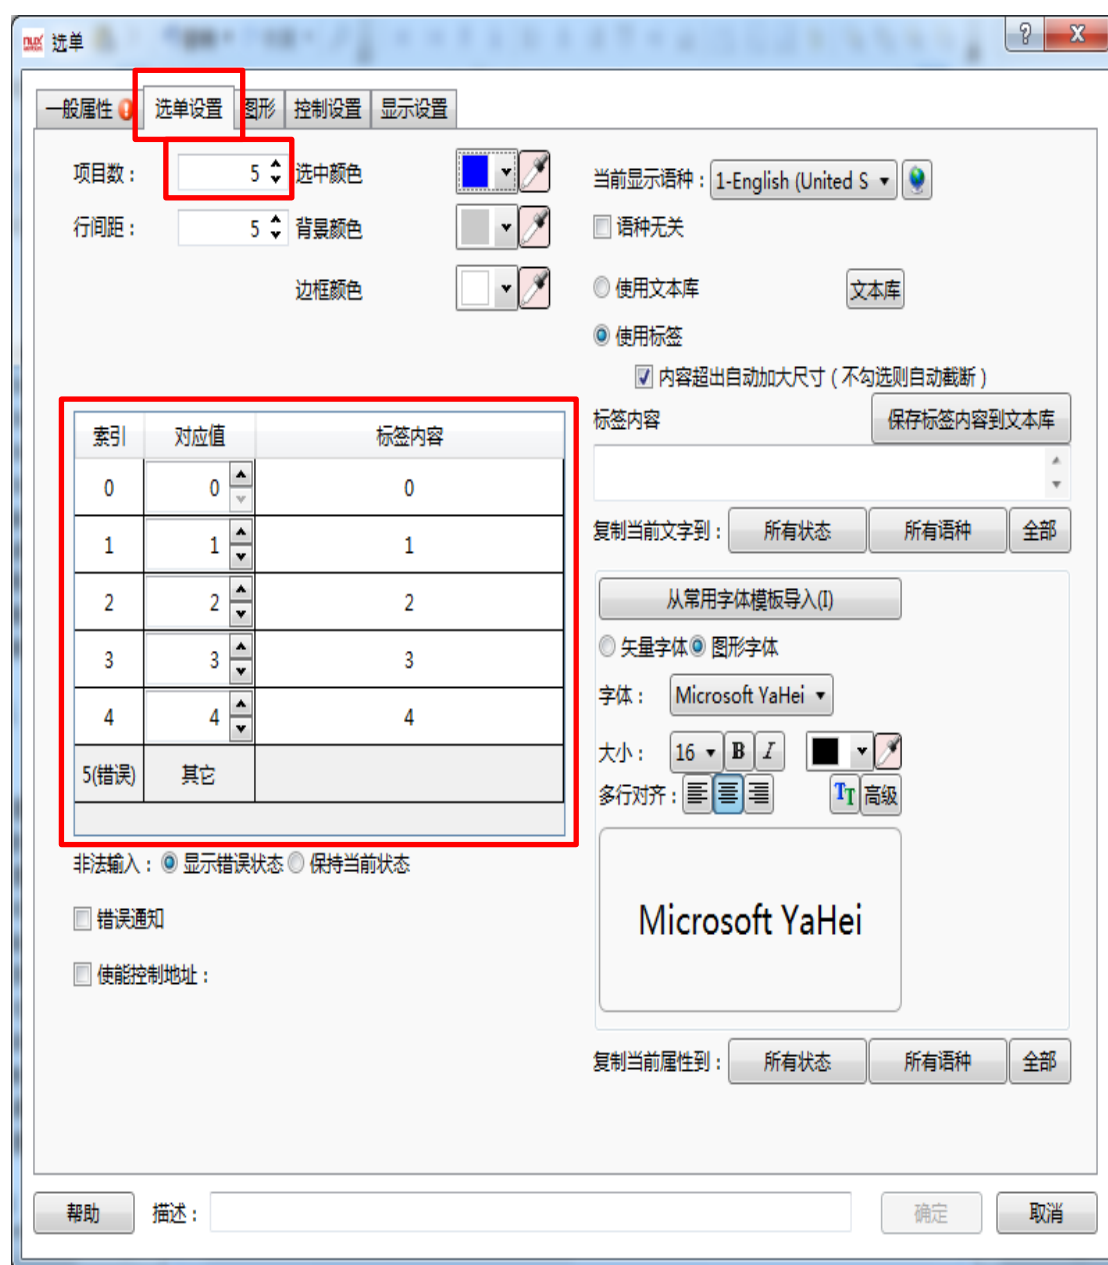 选单
一般属性 选单设置 图形 控制设置 显示设置
项目数： 5 选中颜色
行间距： 5 背景颜色
边框颜色
当前显示语种： 1-English (United S
语种无关
使用文本库 文本库
使用标签
内容超出自动加大尺寸（不勾选则自动截断）
索引 对应值 标签内容
0 0 0
1 1 1
2 2 2
3 3 3
4 4 4
5(错误) 其它
非法输入： 显示错误状态 保持当前状态
错误通知
使能控制地址：
标签内容 保存标签内容到文本库
复制当前文字到： 所有状态 所有语种 全部
从常用字体模板导入(I)
矢量字体 图形字体
字体： Microsoft YaHei
大小： 16 B I
多行对齐： TT 高级
Microsoft YaHei
复制当前属性到： 所有状态 所有语种 全部
帮助 描述： 确定 取消